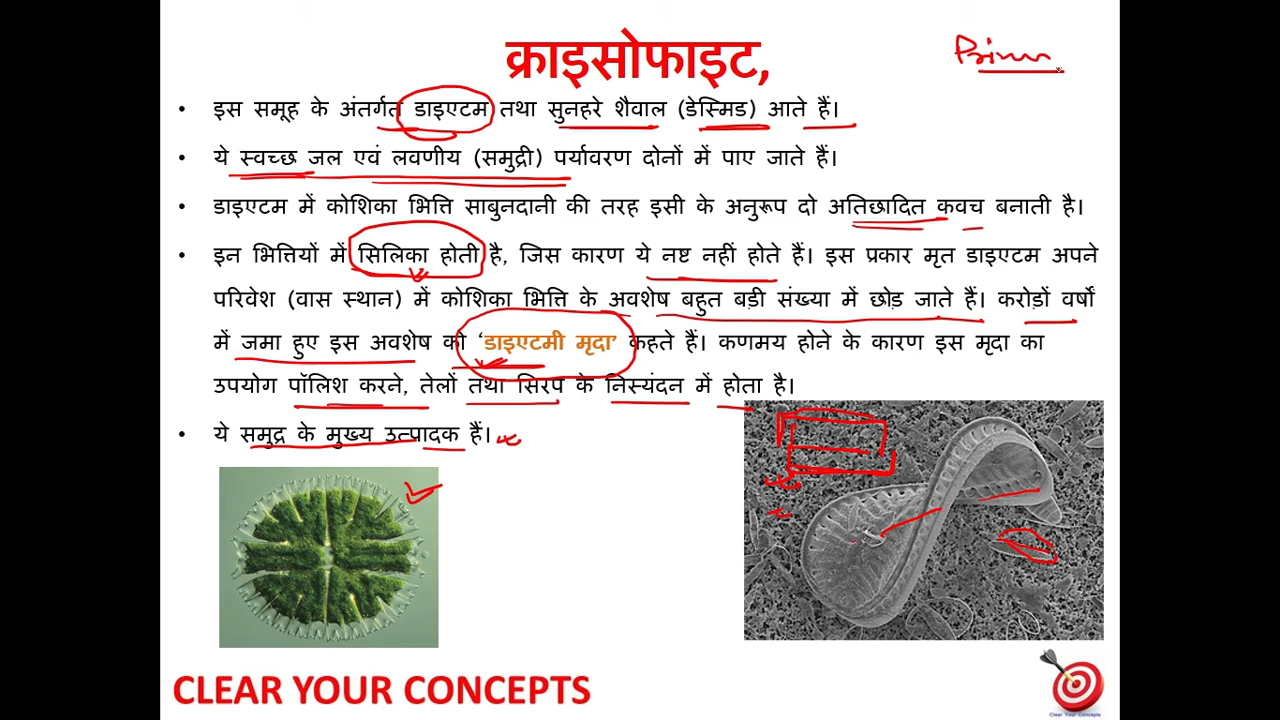 क्राइसोफाइट,
• इस समूह के अंतर्गत डाइएटम तथा सुनहरे शैवाल (डेस्मिड) आते हैं।
• ये स्वच्छ जल एवं लवणीय (समुद्री) पर्यावरण दोनों में पाए जाते हैं।
• डाइएटम में कोशिका भित्ति साबुनदानी की तरह इसी के अनुरूप दो अतिछादित कवच बनाती है।
• इन भित्तियों में सिलिका होती है, जिस कारण ये नष्ट नहीं होते हैं। इस प्रकार मृत डाइएटम अपने
परिवेश (वास स्थान) में कोशिका भित्ति के अवशेष बहुत बड़ी संख्या में छोड़ जाते हैं। करोड़ों वर्षों
में जमा हुए इस अवशेष को ‘डाइएटमी मृदा’ कहते हैं। कणमय होने के कारण इस मृदा का
उपयोग पॉलिश करने, तेलों तथा सिरप के निस्यंदन में होता है।
• ये समुद्र के मुख्य उत्पादक हैं।
CLEAR YOUR CONCEPTS
Clear Your Concepts